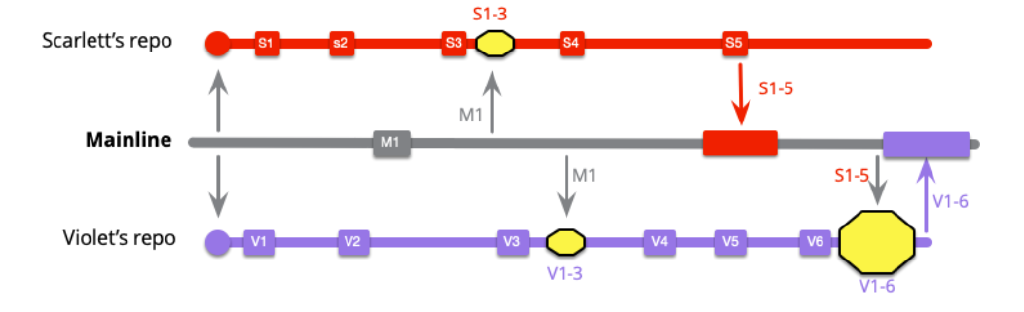 S1-3
Scarlett's repo
S1
s2
S3
S4
S5
M1
S1-5
Mainline
M1
M1
S1-5
V1-6
Violet's repo
V1
V2
V3
V4
V5
V6
V1-3
V1-6